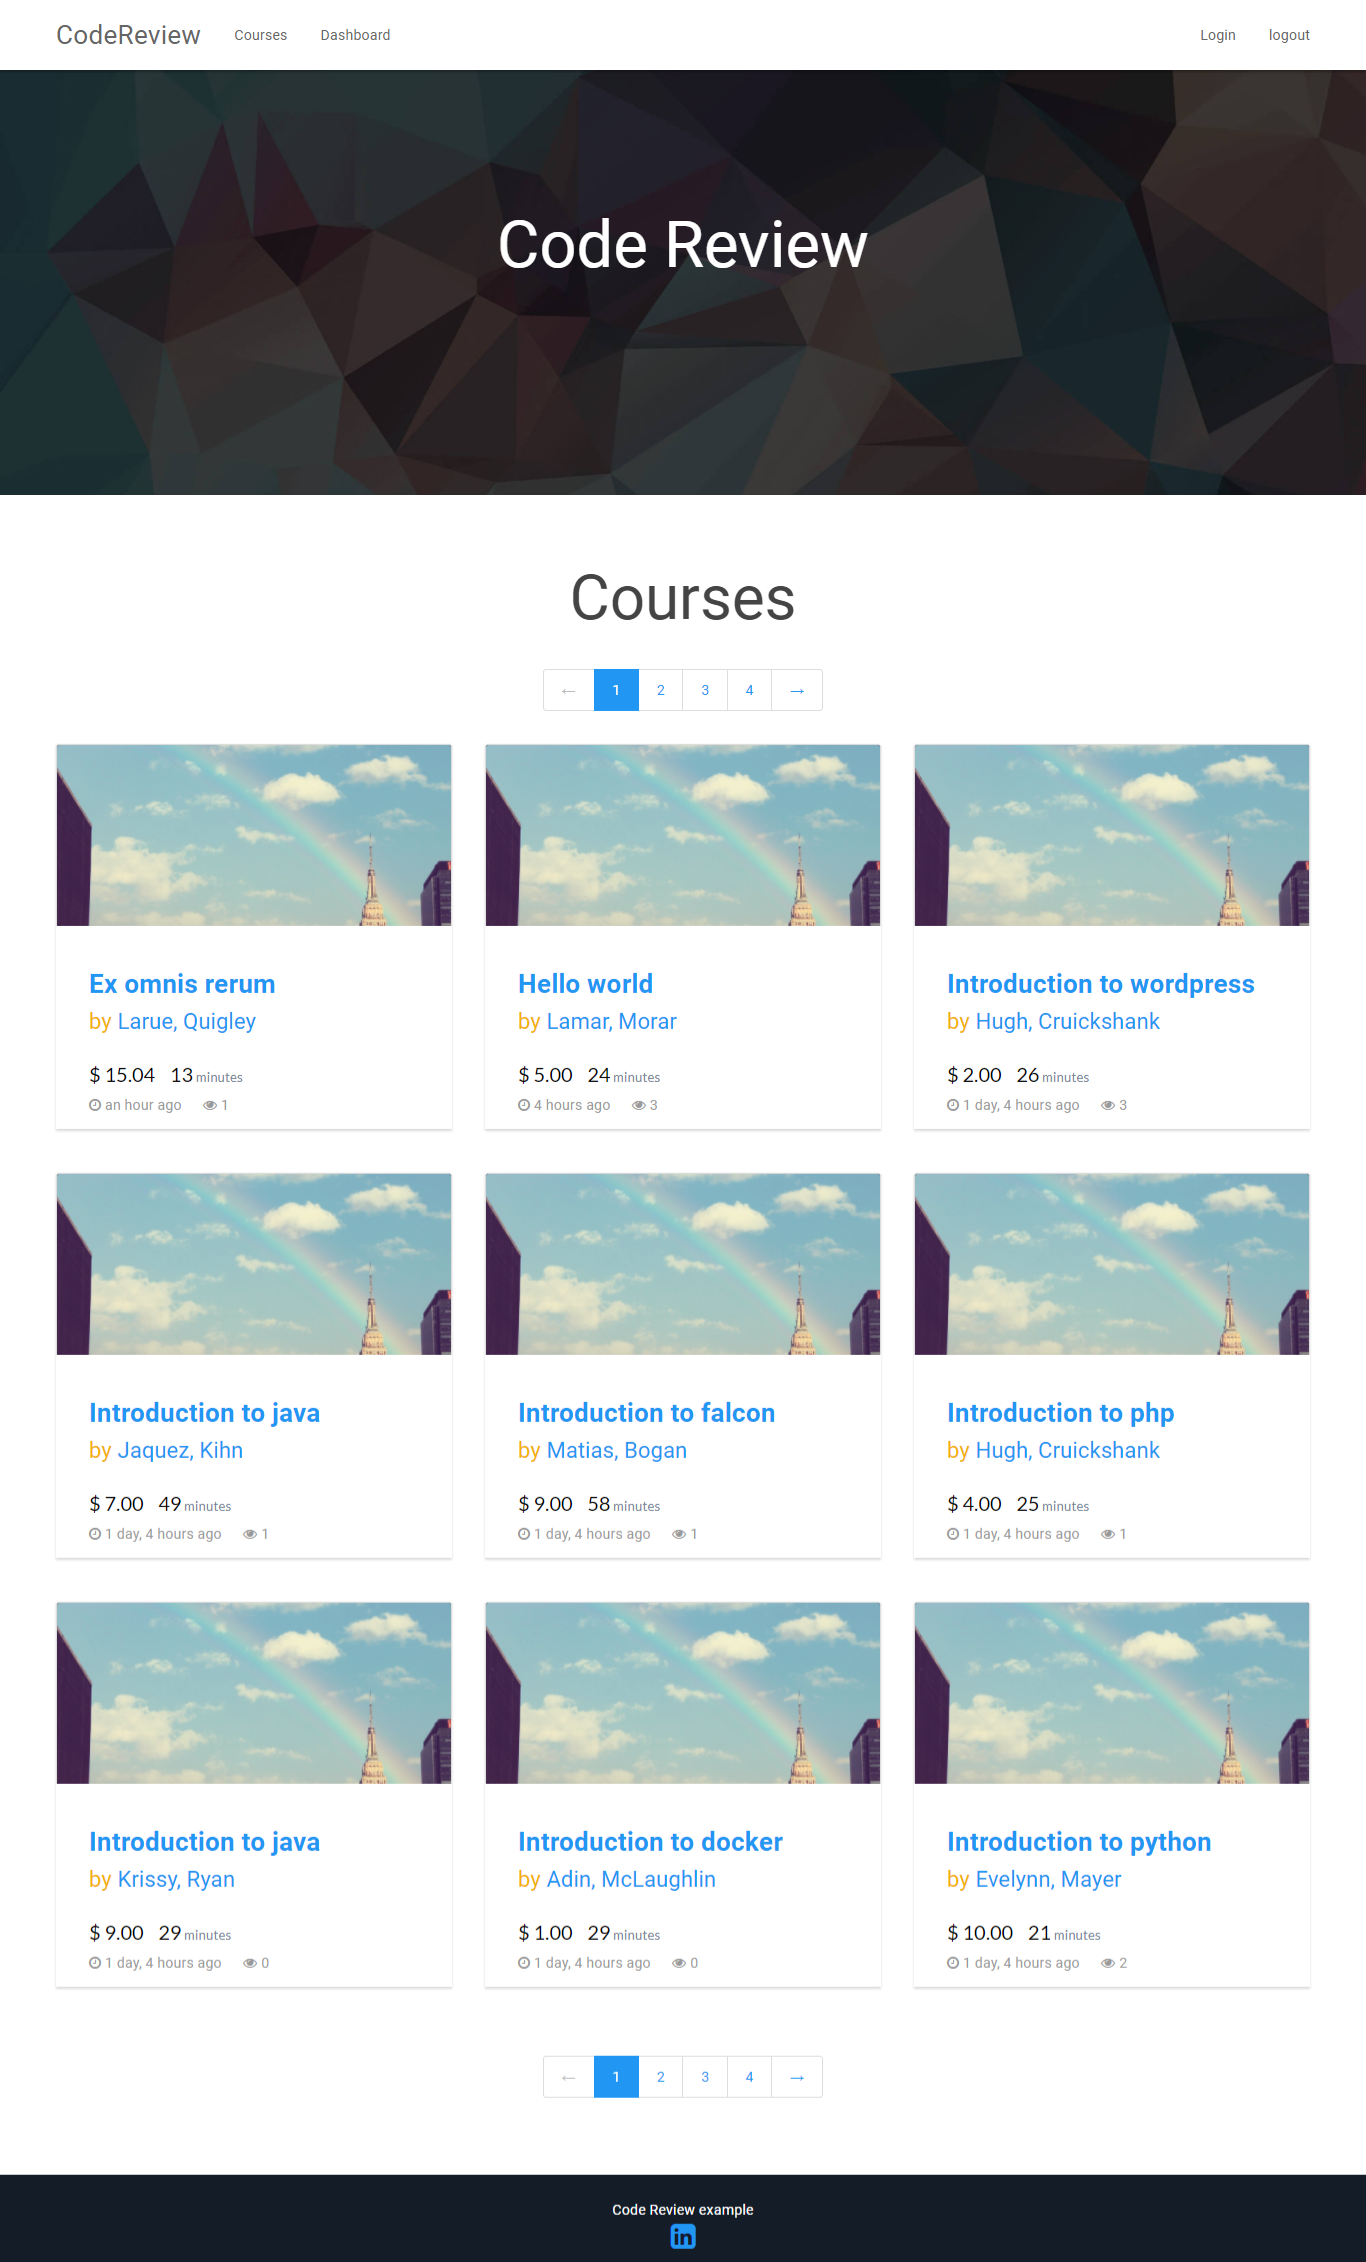 CodeReview Courses Dashboard Login logout
Code Review
Courses
← 1 2 3 4 →
Ex omnis rerum
by Larue, Quigley
$ 15.04 13 minutes
an hour ago 1
Hello world
by Lamar, Morar
$ 5.00 24 minutes
4 hours ago 3
Introduction to wordpress
by Hugh, Cruickshank
$ 2.00 26 minutes
1 day, 4 hours ago 3
Introduction to java
by Jaquez, Kihn
$ 7.00 49 minutes
1 day, 4 hours ago 1
Introduction to falcon
by Matias, Bogan
$ 9.00 58 minutes
1 day, 4 hours ago 1
Introduction to php
by Hugh, Cruickshank
$ 4.00 25 minutes
1 day, 4 hours ago 1
Introduction to java
by Krissy, Ryan
$ 9.00 29 minutes
1 day, 4 hours ago 0
Introduction to docker
by Adin, McLaughlin
$ 1.00 29 minutes
1 day, 4 hours ago 0
Introduction to python
by Evelynn, Mayer
$ 10.00 21 minutes
1 day, 4 hours ago 2
← 1 2 3 4 →
Code Review example
in